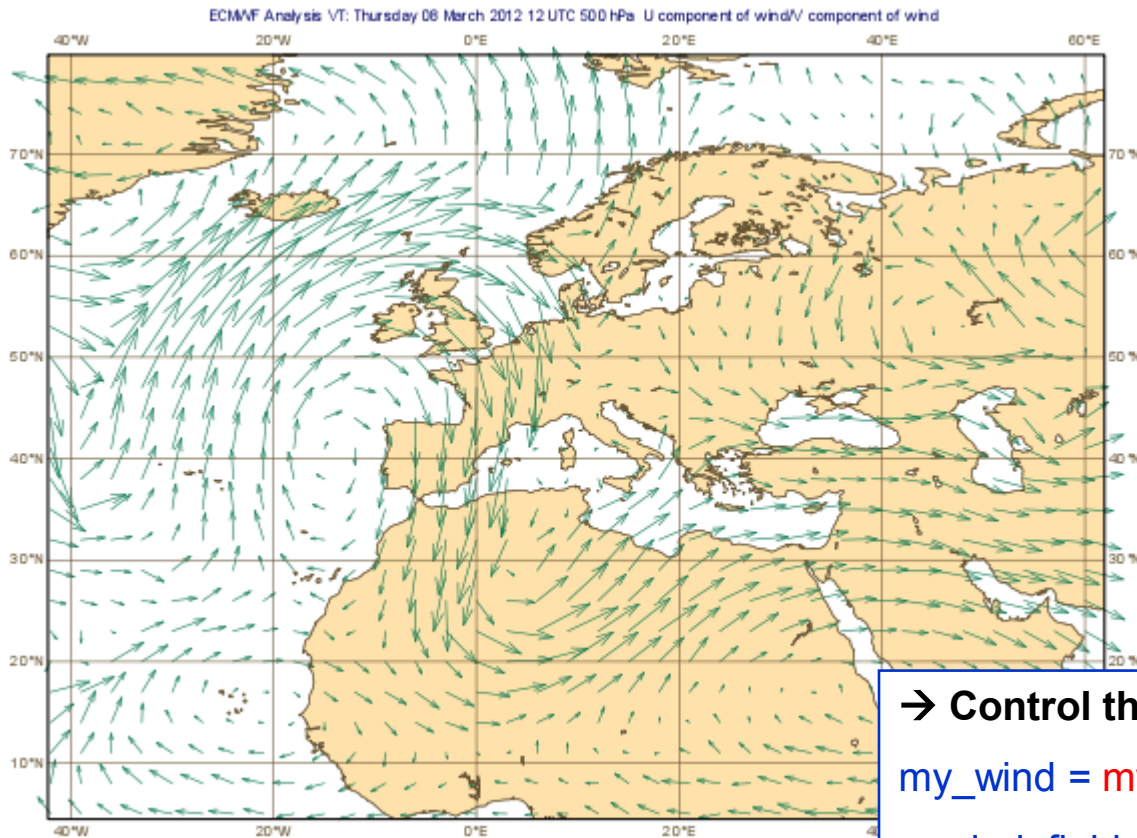 ECMWF Analysis VT: Thursday 08 March 2012 12 UTC 500 hPa U component of wind/V component of wind
40°W 20°W 0°E 20°E 40°E 60°E
70°N 70°N
60°N 60°N
50°N 50°N
40°N 40°N
30°N 30°N
20°N 20°N
10°N
40°W 20°W 0°E 20°E
→ Control th
my_wind =